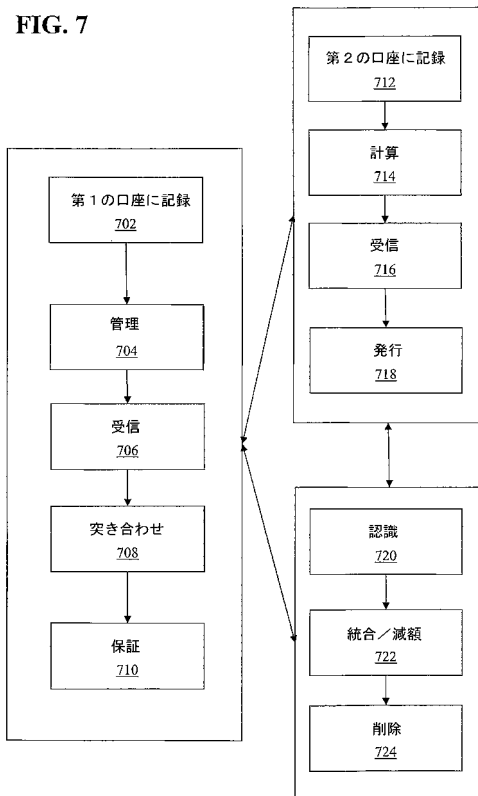 FIG. 7
第1の口座に記録
702
管理
704
受信
706
突き合わせ
708
保証
710
第2の口座に記録
712
計算
714
受信
716
発行
718
認識
720
統合/減額
722
削除
724